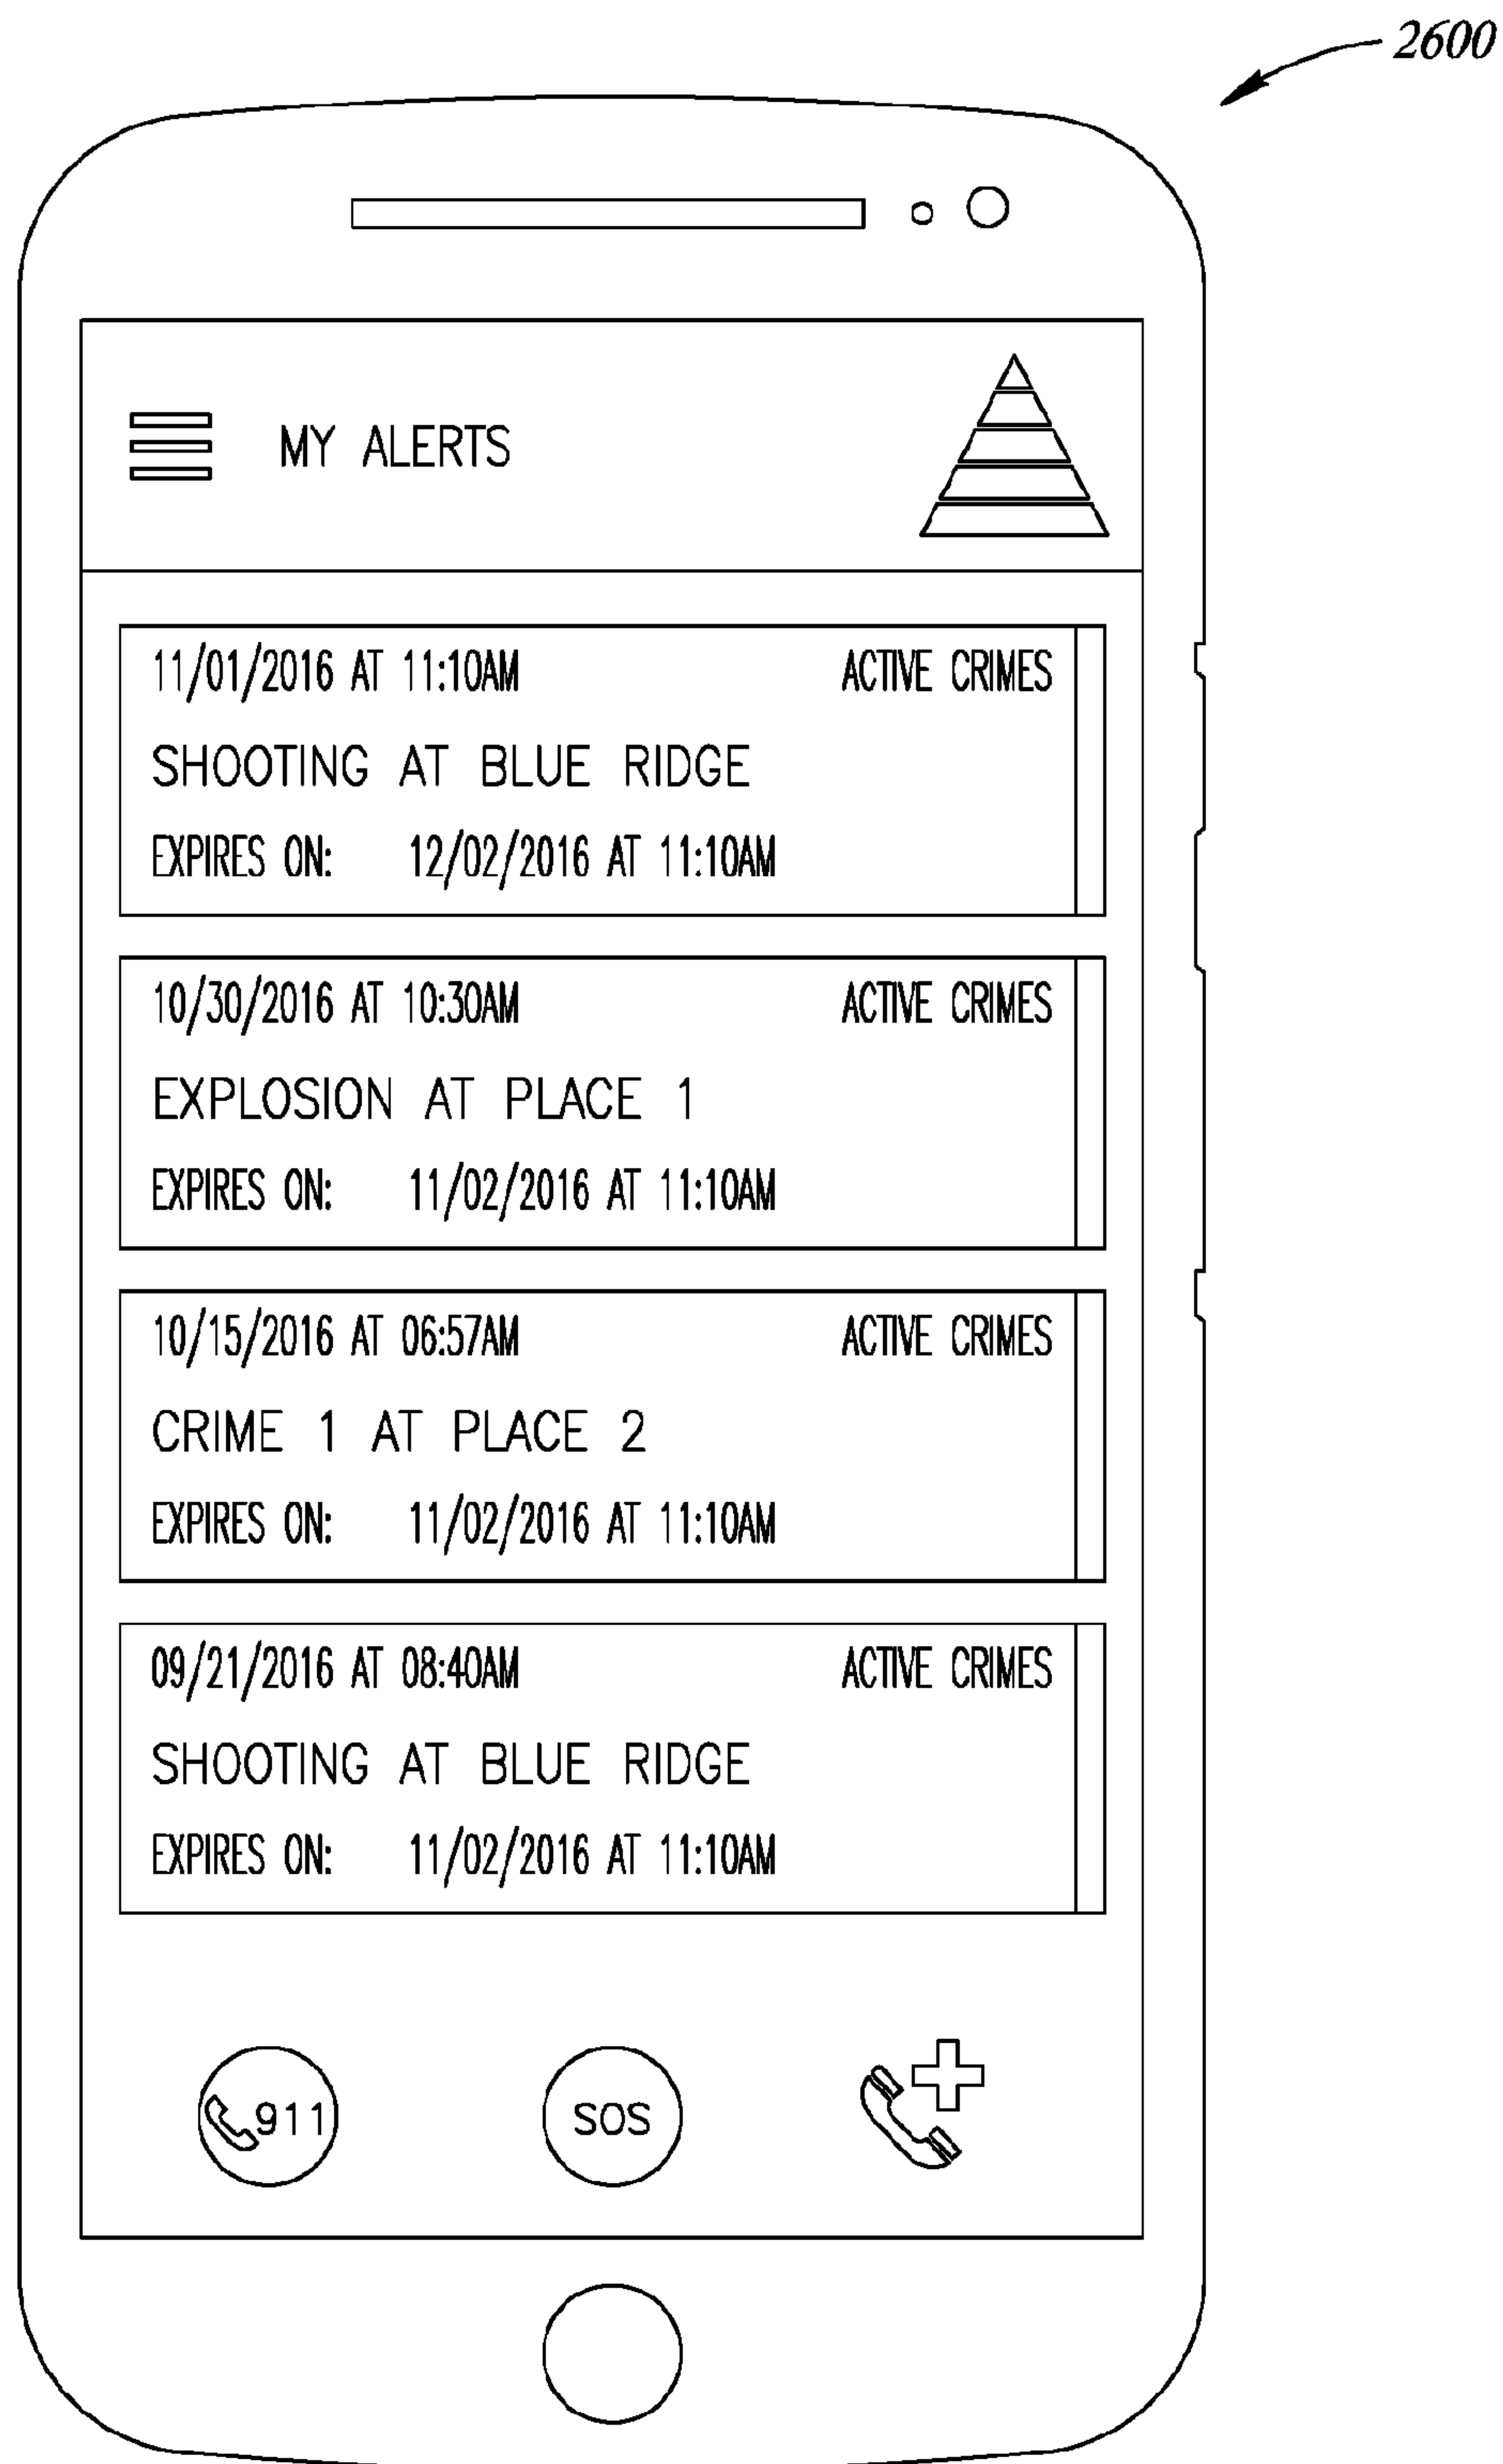 2600
MY ALERTS
11/01/2016 AT 11:10AM ACTIVE CRIMES
SHOOTING AT BLUE RIDGE
EXPIRES ON: 12/02/2016 AT 11:10AM
10/30/2016 AT 10:30AM ACTIVE CRIMES
EXPLOSION AT PLACE 1
EXPIRES ON: 11/02/2016 AT 11:10AM
10/15/2016 AT 06:57AM ACTIVE CRIMES
CRIME 1 AT PLACE 2
EXPIRES ON: 11/02/2016 AT 11:10AM
09/21/2016 AT 08:40AM ACTIVE CRIMES
SHOOTING AT BLUE RIDGE
EXPIRES ON: 11/02/2016 AT 11:10AM
911 SOS